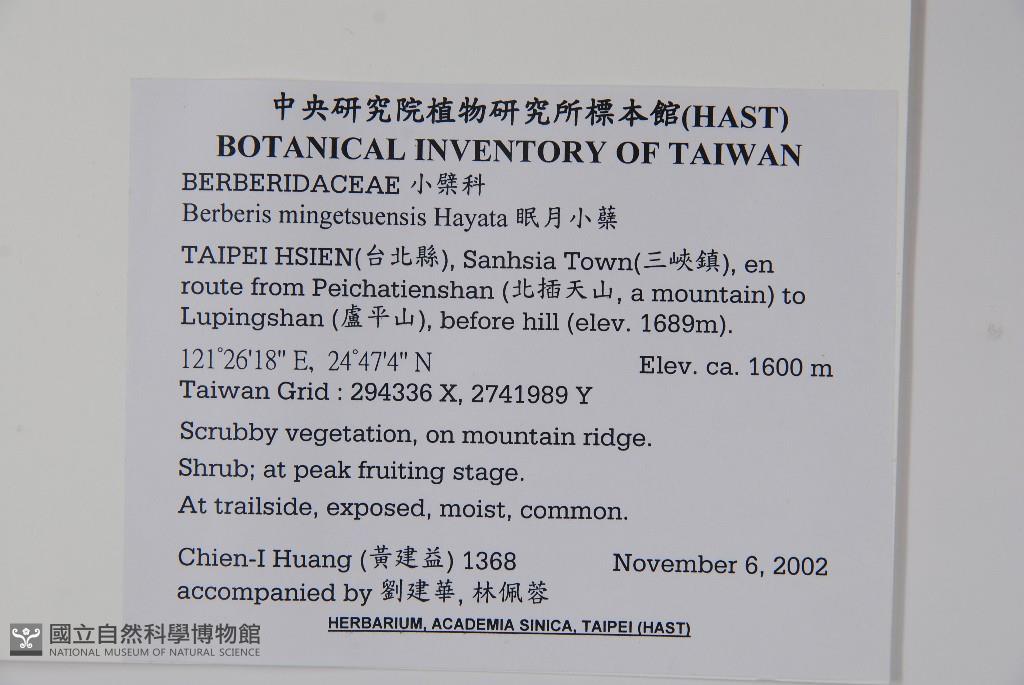 中央研究院植物研究所標本館(HAST)
BOTANICAL INVENTORY OF TAIWAN
BERBERIDACEAE 小檗科
Berberis mingetsuensis Hayata 眠月小蘗
TAIPEI HSIEN(台北縣), Sanhsia Town(三峽鎮), en
route from Peichatienshan (北插天山, a mountain) to
Lupingshan (盧平山), before hill (elev. 1689m).
121°26'18" E, 24°47'4" N Elev. ca. 1600 m
Taiwan Grid : 294336 X, 2741989 Y
Scrubby vegetation, on mountain ridge.
Shrub; at peak fruiting stage.
At trailside, exposed, moist, common.
Chien-I Huang (黃建益) 1368 November 6, 2002
accompanied by 劉建華, 林佩蓉
HERBARIUM, ACADEMIA SINICA, TAIPEI (HAST)
國立自然科學博物館
NATIONAL MUSEUM OF NATURAL SCIENCE